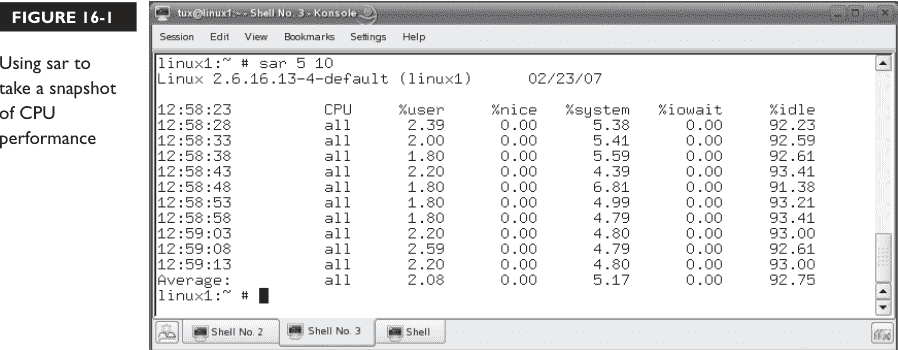 FIGURE 16-1
Using sar to
take a snapshot
of CPU
performance
tux@linux1:~ - Shell No. 3 - Konsole
Session Edit View Bookmarks Settings Help
linux1:~ # sar 5 10
Linux 2.6.16.13-4-default (linux1) 02/23/07
12:58:23 CPU %user %nice %system %iowait %idle
12:58:28 all 2.39 0.00 5.38 0.00 92.23
12:58:33 all 2.00 0.00 5.41 0.00 92.59
12:58:38 all 1.80 0.00 5.59 0.00 92.61
12:58:43 all 2.20 0.00 4.39 0.00 93.41
12:58:48 all 1.80 0.00 6.81 0.00 91.38
12:58:53 all 1.80 0.00 4.99 0.00 93.21
12:58:58 all 1.80 0.00 4.79 0.00 93.41
12:59:03 all 2.20 0.00 4.80 0.00 93.00
12:59:08 all 2.59 0.00 4.79 0.00 92.61
12:59:13 all 2.20 0.00 4.80 0.00 93.00
Average: all 2.08 0.00 5.17 0.00 92.75
linux1:~ #
Shell No. 2 Shell No. 3 Shell